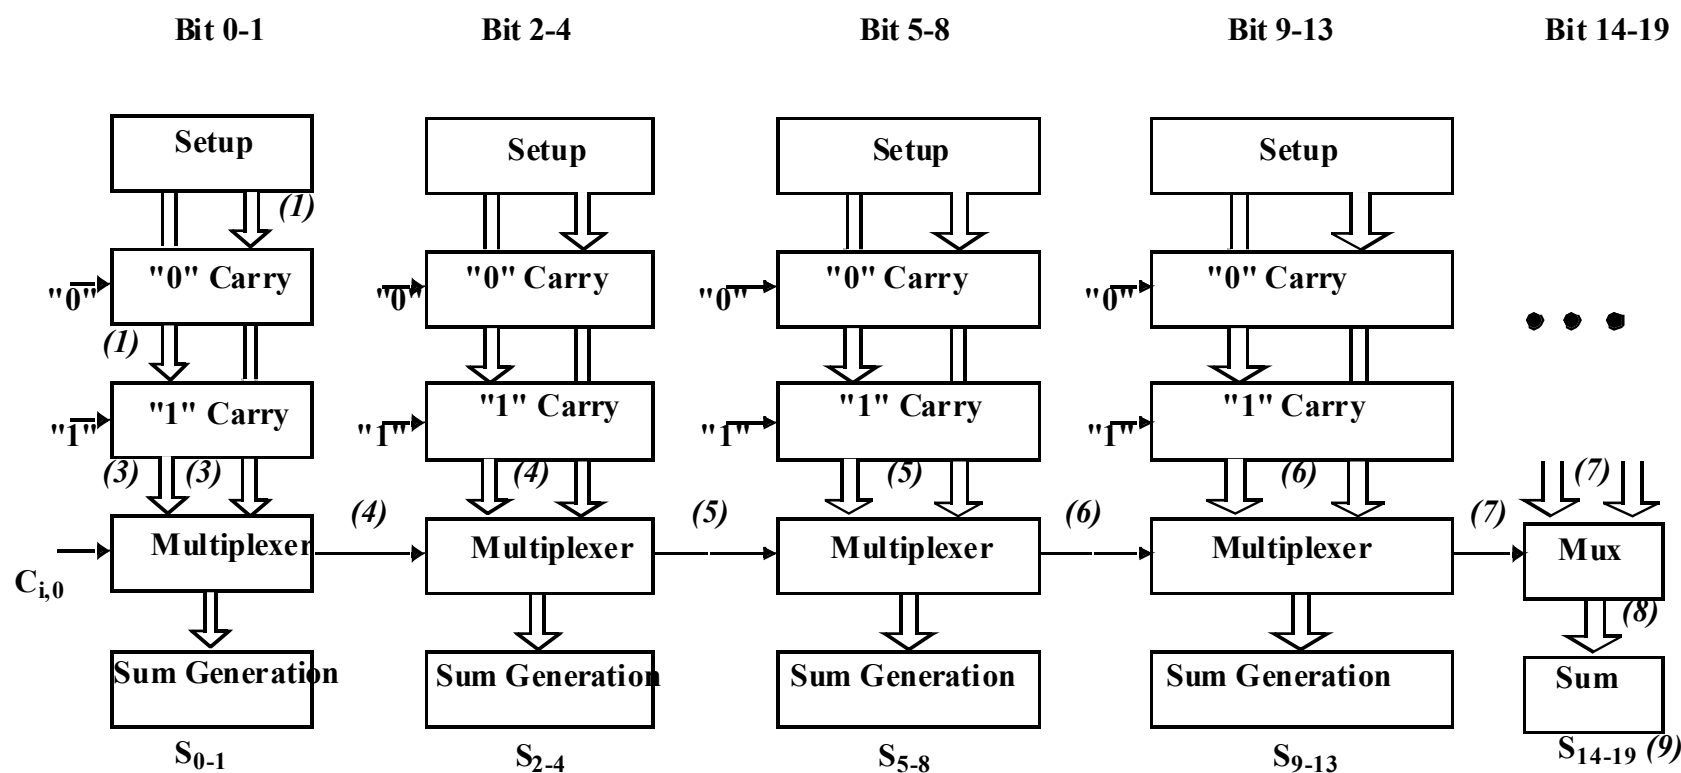 Bit 0-1 Bit 2-4 Bit 5-8 Bit 9-13 Bit 14-19
Setup Setup Setup Setup
(1)
"0" Carry "0" Carry "0" Carry "0" Carry
"0" "0" "0" "0"
(1)
"1" Carry "1" Carry "1" Carry "1" Carry
"1" "1" "1" "1"
(3) (3) (4) (5) (6) (7)
(4) (5) (6) (7)
Multiplexer Multiplexer Multiplexer Multiplexer Mux
Ci,0
(8)
Sum Generation Sum Generation Sum Generation Sum Generation Sum
S0-1 S2-4 S5-8 S9-13 S14-19 (9)